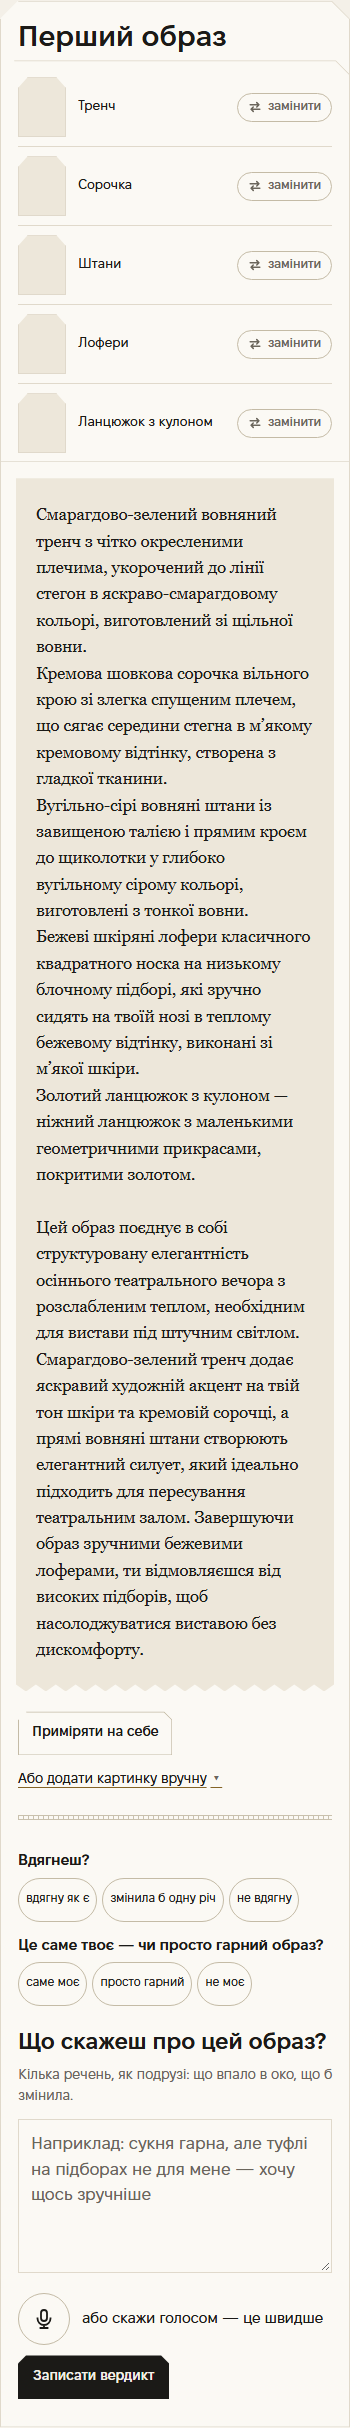 Перший образ
Тренч
замінити
Сорочка
замінити
Штани
замінити
Лофери
замінити
Ланцюжок з кулоном
замінити
Смарагдово-зелений вовняний
тренч з чітко окресленими
плечима, укорочений до лінії
стегон в яскраво-смарагдовому
кольорі, виготовлений зі щільної
вовни.
Кремова шовкова сорочка вільного
крою зі злегка спущеним плечем,
що сягає середини стегна в м’якому
кремовому відтінку, створена з
гладкої тканини.
Вугільно-сірі вовняні штани із
завищеною талією і прямим кроєм
до щиколотки у глибоко
вугільному сірому кольорі,
виготовлені з тонкої вовни.
Бежеві шкіряні лофери класичного
квадратного носка на низькому
блочному підборі, які зручно
сидять на твоїй нозі в теплому
бежевому відтінку, виконані зі
м’якої шкіри.
Золотий ланцюжок з кулоном —
ніжний ланцюжок з маленькими
геометричними прикрасами,
покритими золотом.
Цей образ поєднує в собі
структуровану елегантність
осіннього театрального вечора з
розслабленим теплом, необхідним
для вистави під штучним світлом.
Смарагдово-зелений тренч додає
яскравий художній акцент на твій
тон шкіри та кремовій сорочці, а
прямі вовняні штани створюють
елегантний силует, який ідеально
підходить для пересування
театральним залом. Завершуючи
образ зручними бежевими
лоферами, ти відмовляєшся від
високих підборів, щоб
насолоджуватися виставою без
дискомфорту.
Приміряти на себе
Або додати картинку вручну
Вдягнеш?
вдягну як є
змінила б одну річ
не вдягну
Це саме твоє — чи просто гарний образ?
саме моє
просто гарний
не моє
Що скажеш про цей образ?
Кілька речень, як подрузі: що впало в око, що б
змінила.
Наприклад: сукня гарна, але туфлі
на підборах не для мене — хочу
щось зручніше
або скажи голосом — це швидше
Записати вердикт